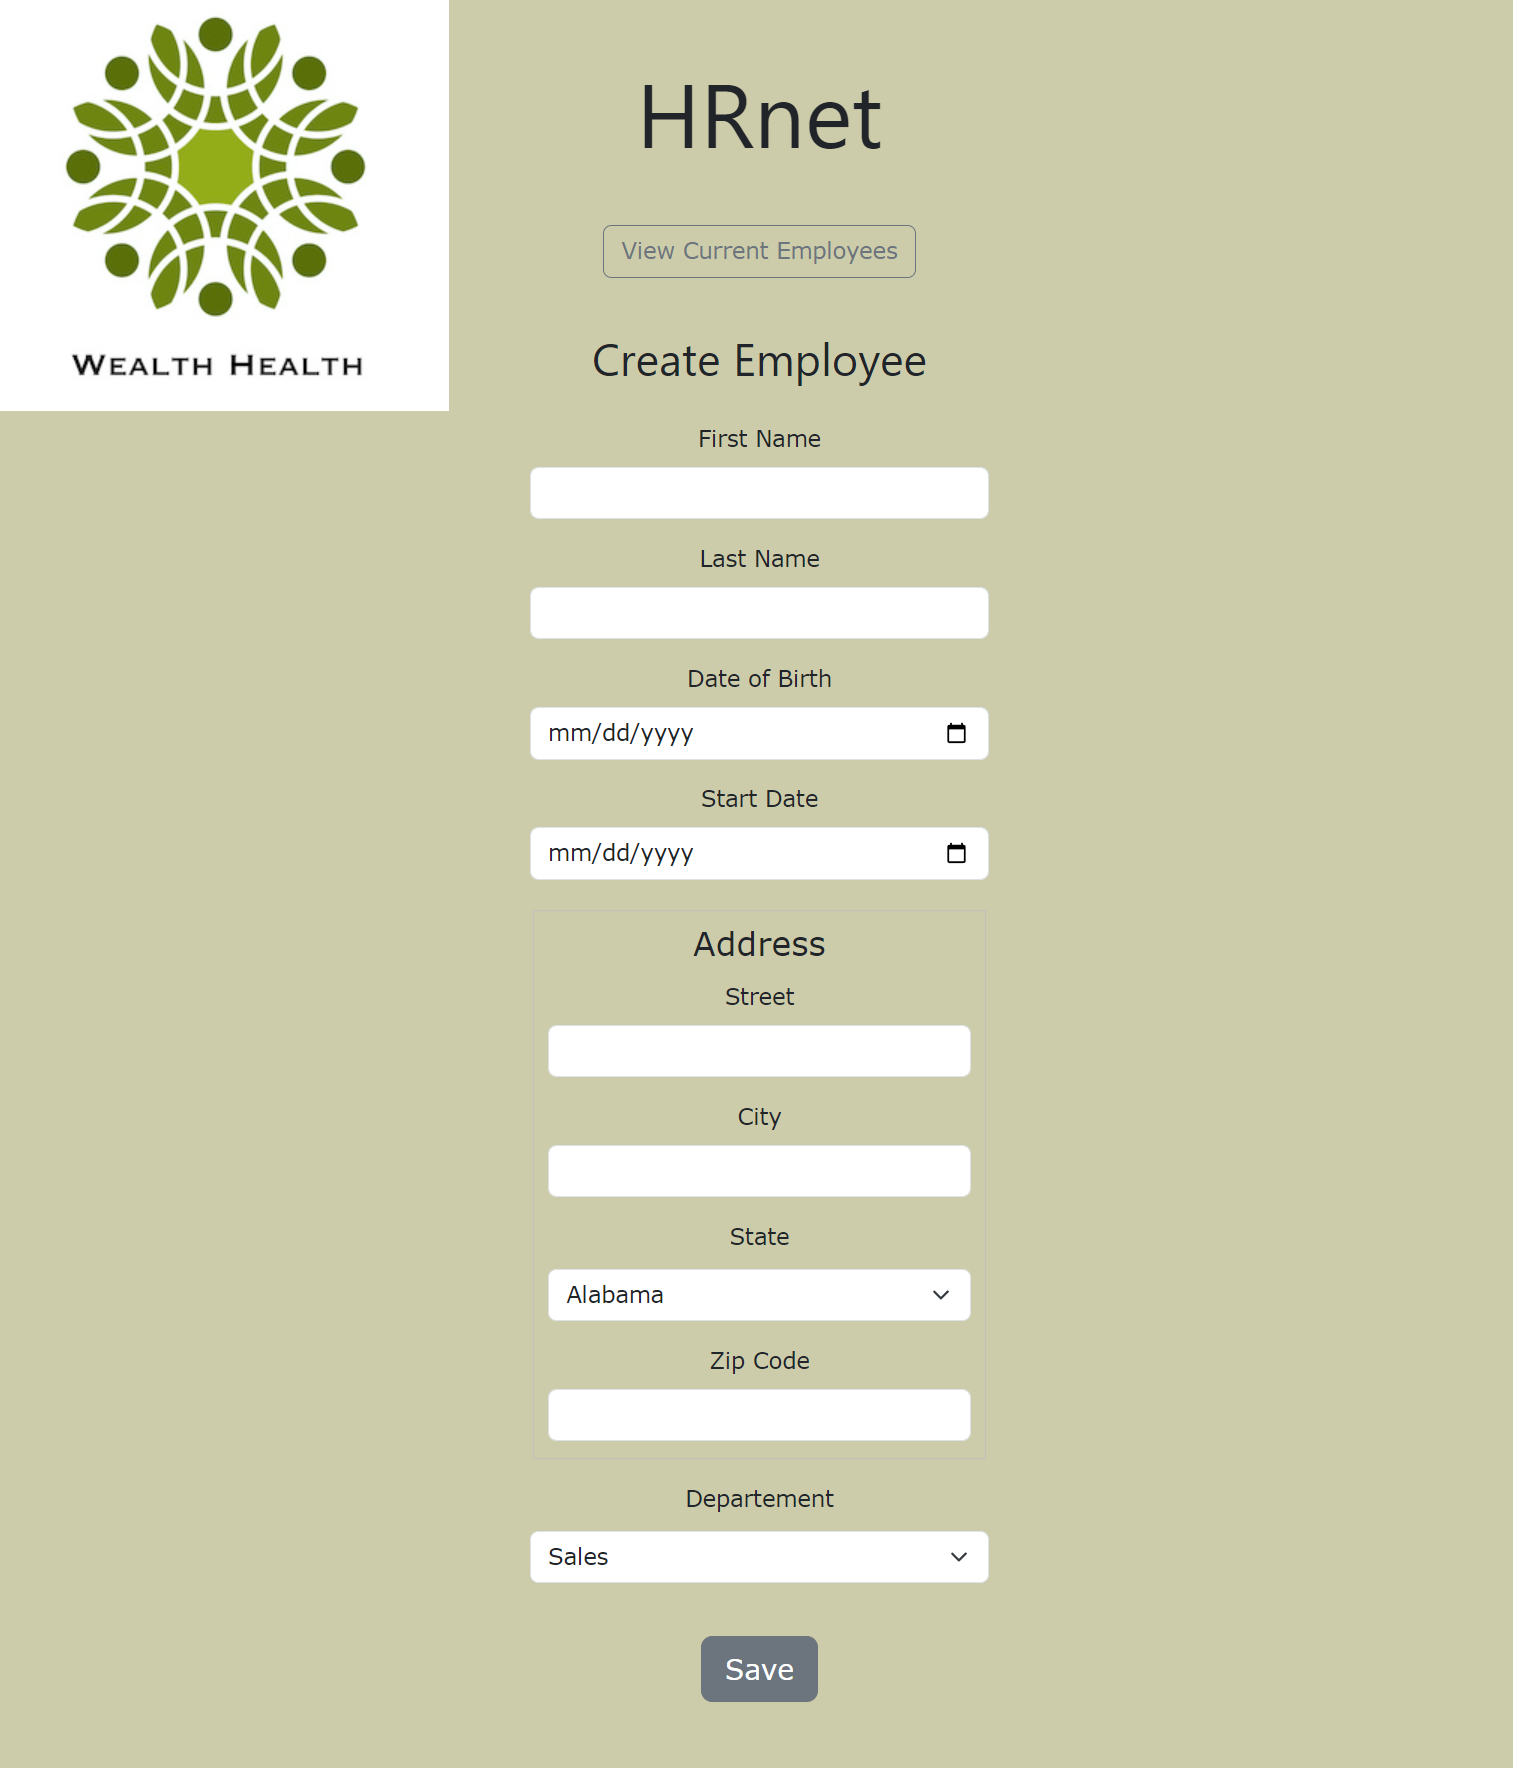 WEALTH HEALTH
HRnet
View Current Employees
Create Employee
First Name
Last Name
Date of Birth
mm/dd/yyyy
Start Date
mm/dd/yyyy
Address
Street
City
State
Alabama
Zip Code
Departement
Sales
Save